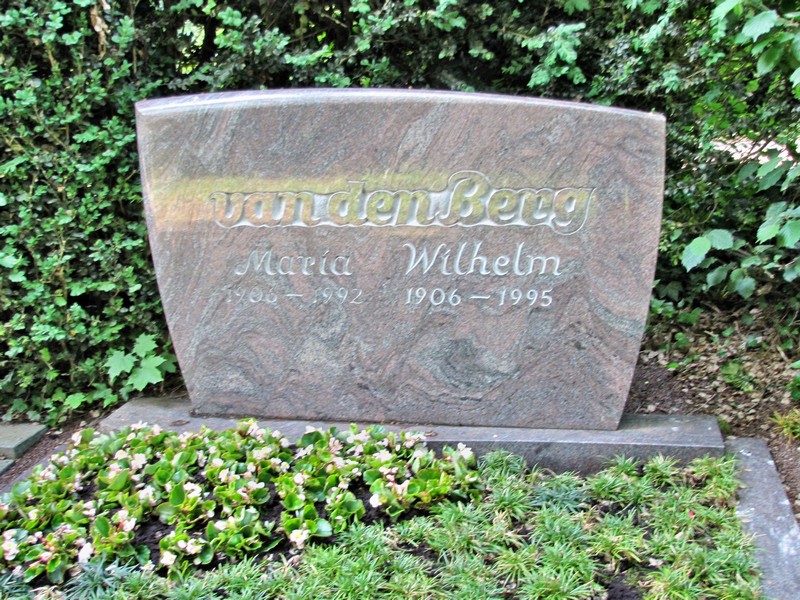 van den Berg
Maria Wilhelm
1992 1906 – 1995